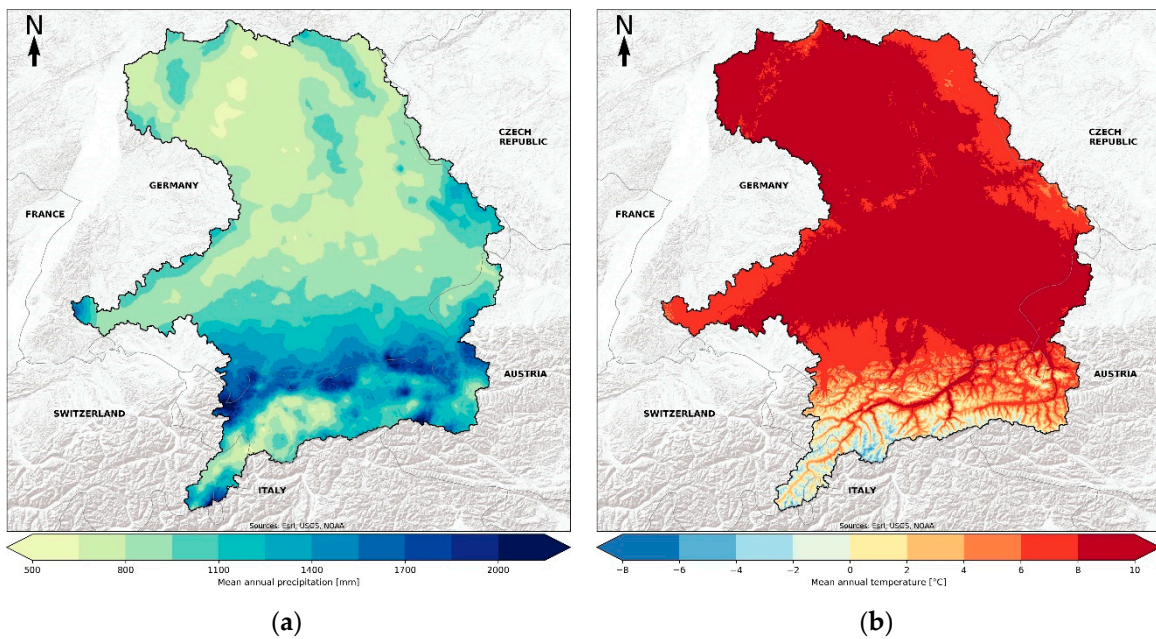 N
CZECH
REPUBLIC
GERMANY
FRANCE
AUSTRIA
SWITZERLAND
ITALY
Sources: Esri, USGS, NOAA
500 800 1100 1400 1700 2000
Mean annual precipitation [mm]
(a)
N
CZECH
REPUBLIC
GERMANY
FRANCE
AUSTRIA
SWITZERLAND
ITALY
Sources: Esri, USGS, NOAA
−8 −6 −4 −2 0 2 4 6 8 10
Mean annual temperature [°C]
(b)